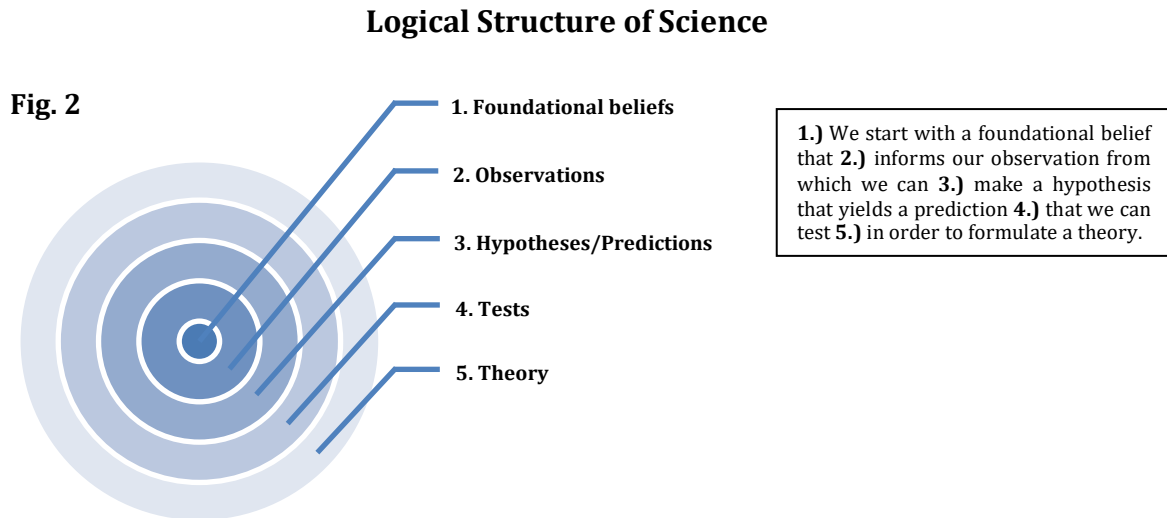 Logical Structure of Science
Fig. 2
1. Foundational beliefs
2. Observations
3. Hypotheses/Predictions
4. Tests
5. Theory
1.) We start with a foundational belief
that 2.) informs our observation from
which we can 3.) make a hypothesis
that yields a prediction 4.) that we can
test 5.) in order to formulate a theory.